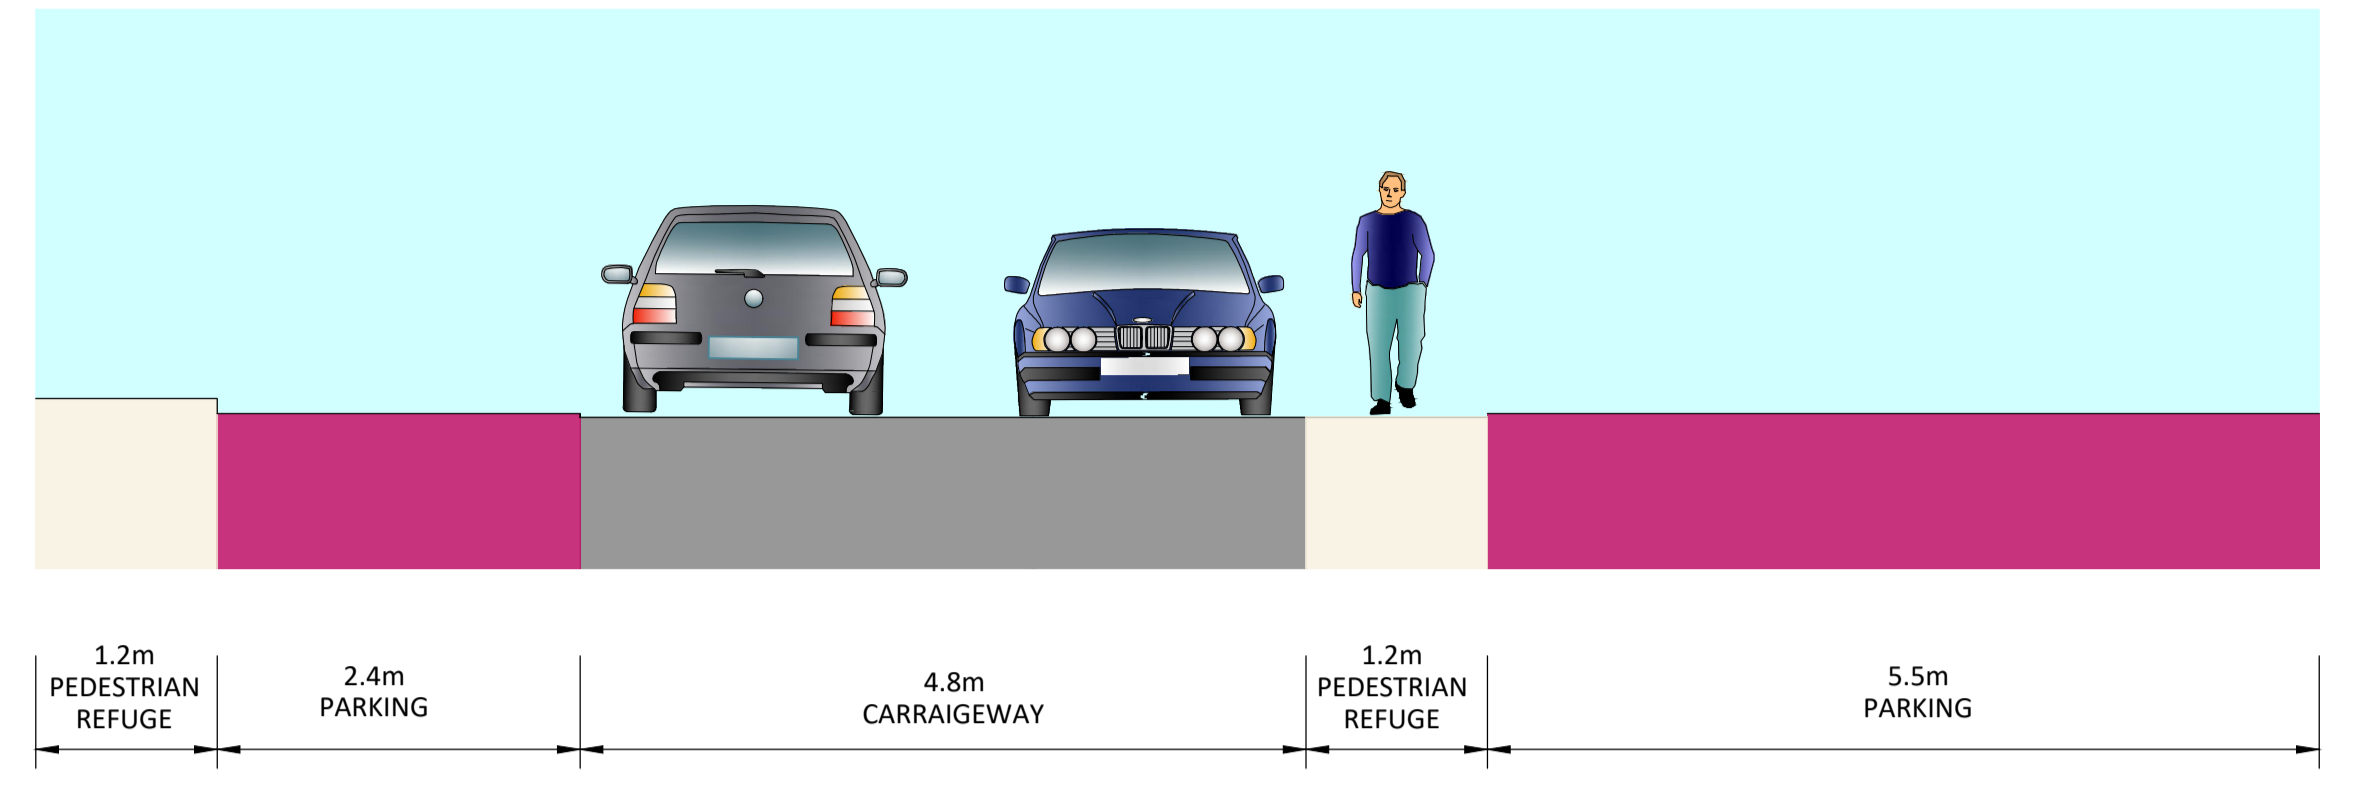 1.2m
PEDESTRIAN
REFUGE
2.4m
PARKING
4.8m
CARRAIGEWAY
1.2m
PEDESTRIAN
REFUGE
5.5m
PARKING